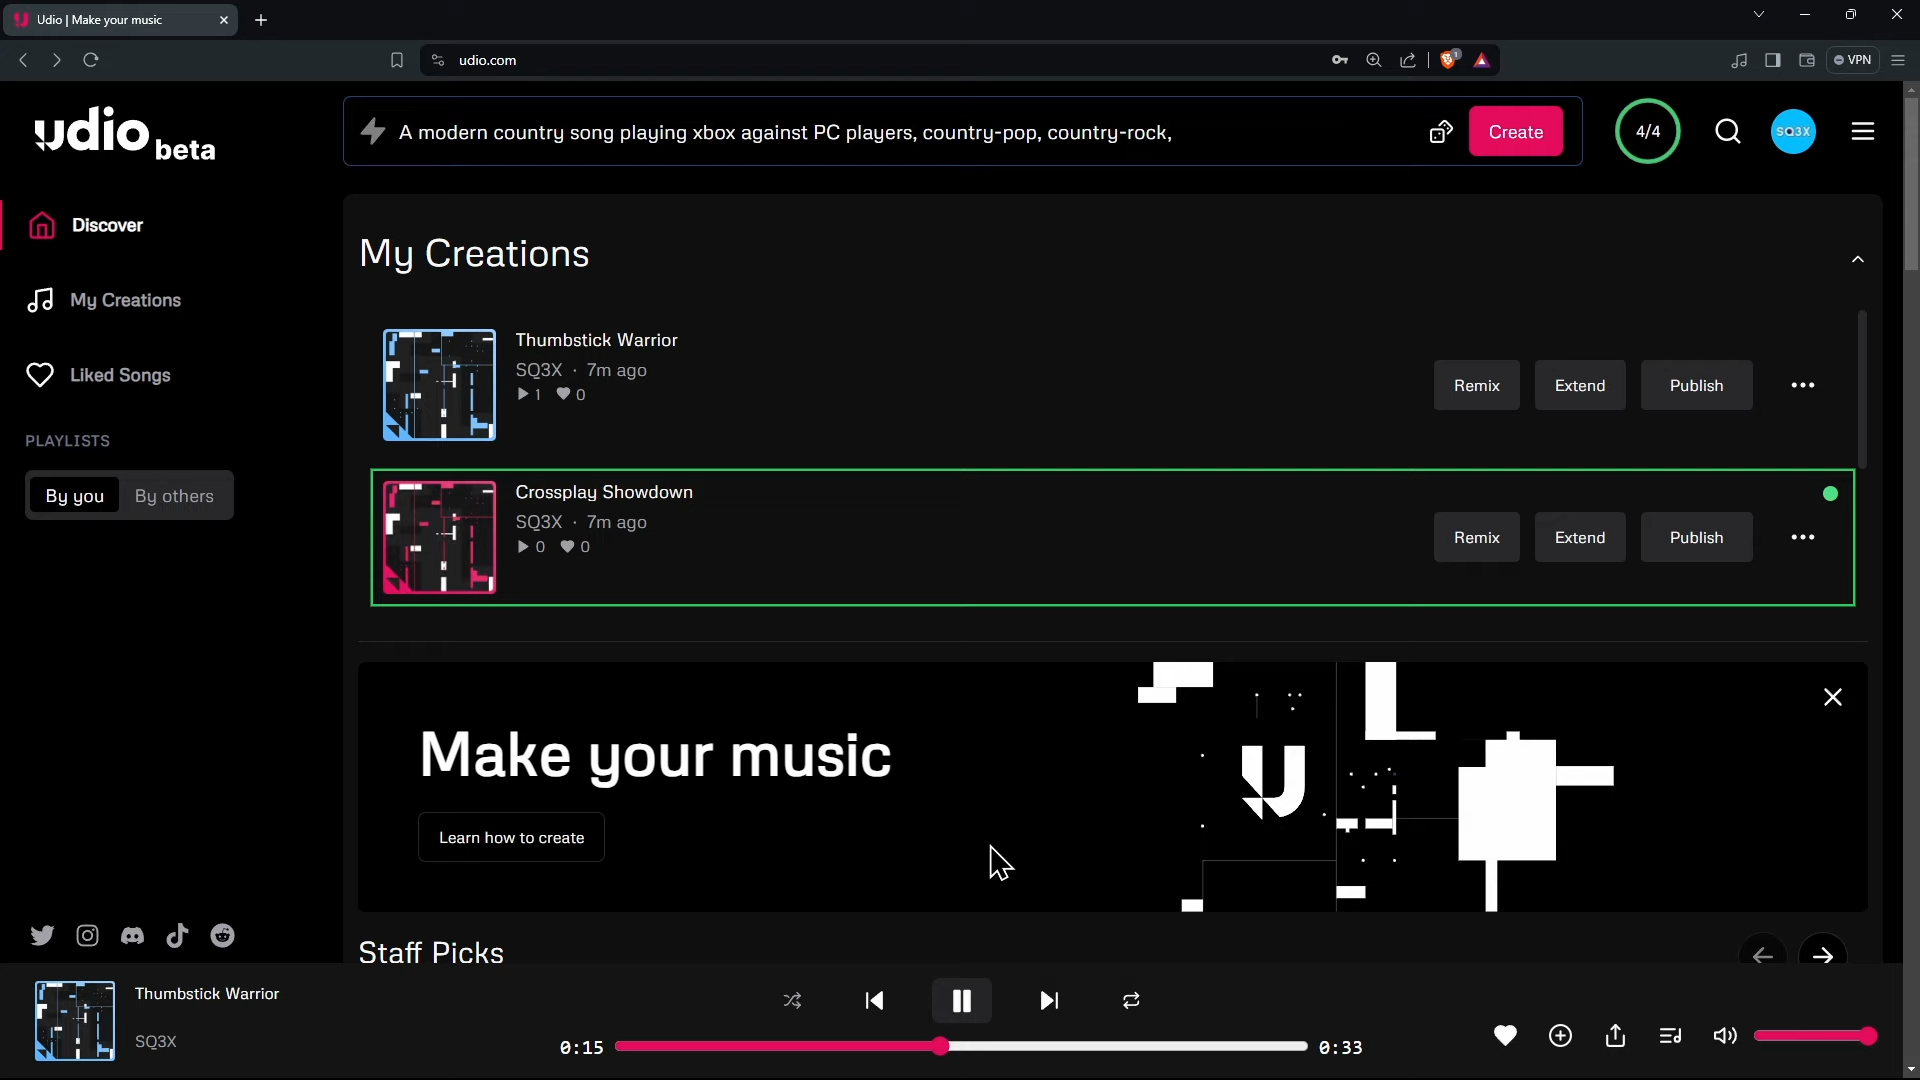 Udio | Make your music
udio.com
1
VPN
udio beta
A modern country song playing xbox against PC players, country-pop, country-rock,
Create
4/4
SQ3X
Discover
My Creations
Liked Songs
PLAYLISTS
By you
By others
My Creations
Thumbstick Warrior
SQ3X · 7m ago
1 0
Remix
Extend
Publish
Crossplay Showdown
SQ3X · 7m ago
0 0
Remix
Extend
Publish
Make your music
Learn how to create
Staff Picks
Thumbstick Warrior
SQ3X
0:15
0:33